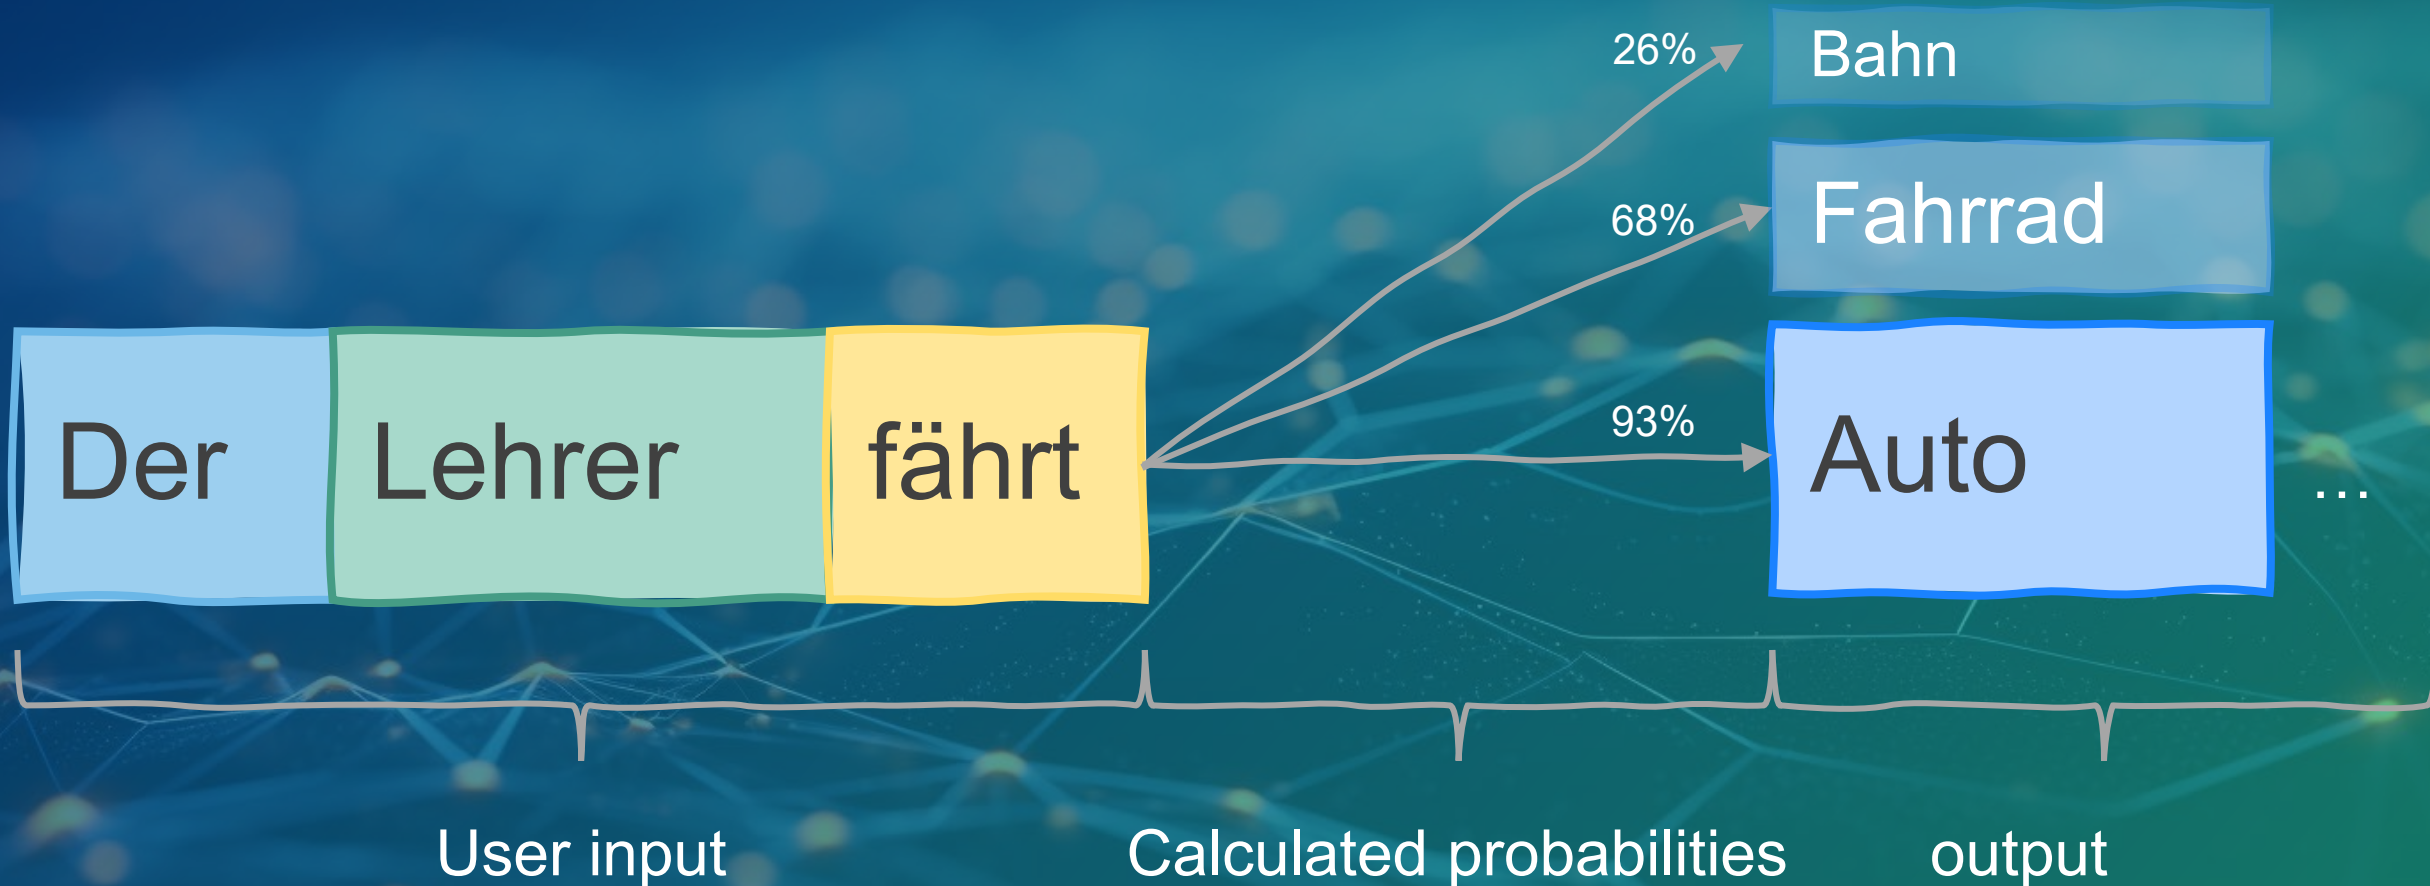 26% Bahn
68% Fahrrad
Der Lehrer fährt 93% Auto ...
User input Calculated probabilities output